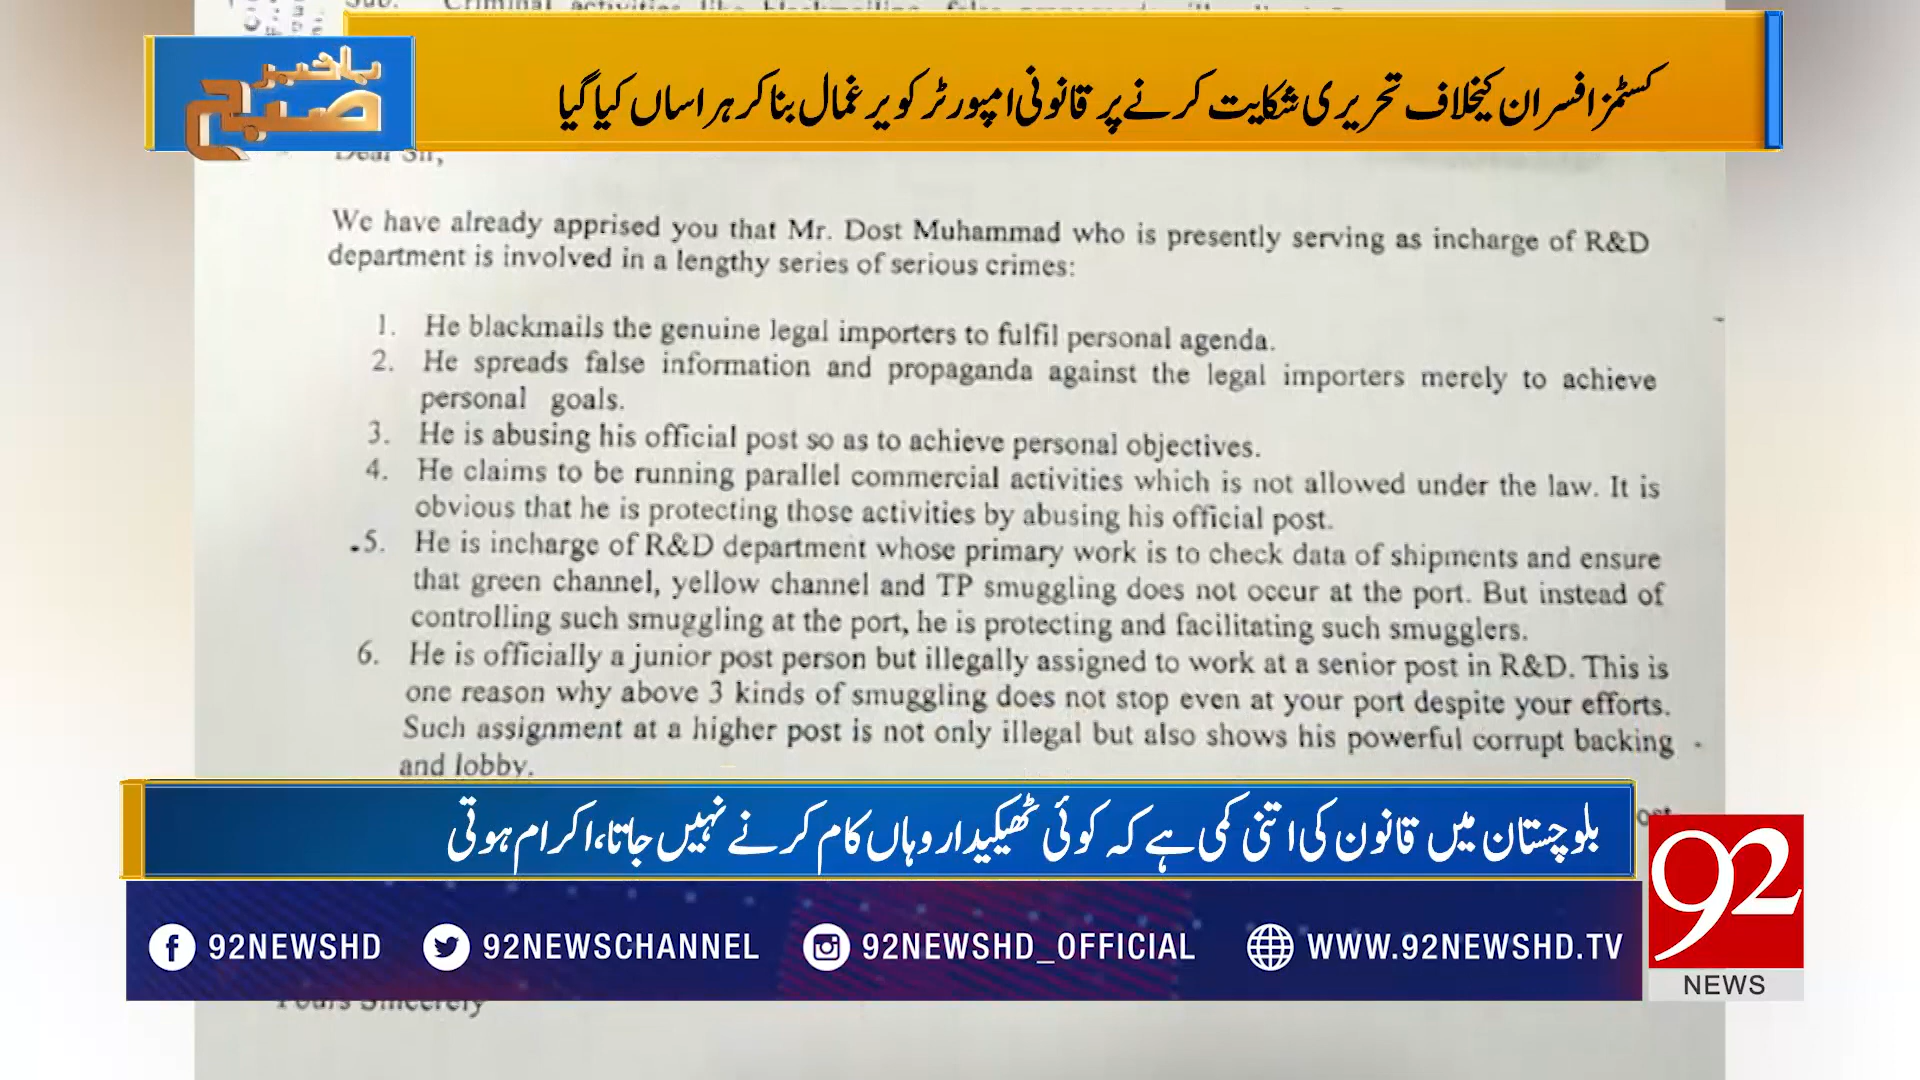 کسٹمز افسران کیخلاف تحریری شکایت کرنے پر قانونی امپورٹر کو یرغمال بنا کر ہراساں کیا گیا
باخبر
صبح
Dear Sir,
We have already apprised you that Mr. Dost Muhammad who is presently serving as incharge of R&D
department is involved in a lengthy series of serious crimes:
1. He blackmails the genuine legal importers to fulfil personal agenda.
2. He spreads false information and propaganda against the legal importers merely to achieve
personal goals.
3. He is abusing his official post so as to achieve personal objectives.
4. He claims to be running parallel commercial activities which is not allowed under the law. It is
obvious that he is protecting those activities by abusing his official post.
5. He is incharge of R&D department whose primary work is to check data of shipments and ensure
that green channel, yellow channel and TP smuggling does not occur at the port. But instead of
controlling such smuggling at the port, he is protecting and facilitating such smugglers.
6. He is officially a junior post person but illegally assigned to work at a senior post in R&D. This is
one reason why above 3 kinds of smuggling does not stop even at your port despite your efforts.
Such assignment at a higher post is not only illegal but also shows his powerful corrupt backing
and lobby.
بلوچستان میں قانون کی اتنی کمی ہے کہ کوئی ٹھیکیدار وہاں کام کرنے نہیں جاتا، اکرام ہوتی
92NEWSHD 92NEWSCHANNEL 92NEWSHD_OFFICIAL WWW.92NEWSHD.TV
92
NEWS
Yours Sincerely